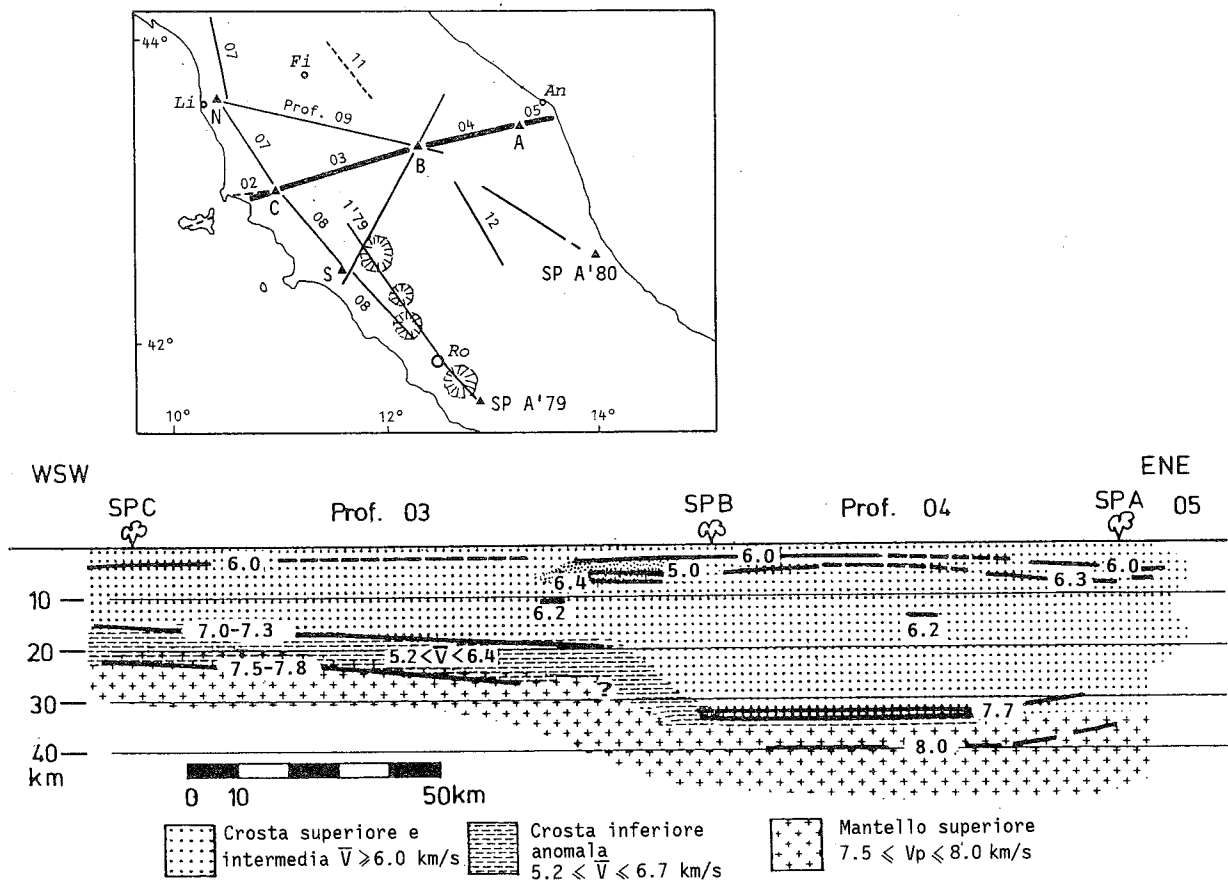 44°
07
Fi
11
An
Li
N
Prof. 09
04
05
A
07
03
B
02
C
08
1'79
12
S
SP A'80
08
42°
Ro
10°
12°
SP A'79
14°
WSW
ENE
SPC
Prof. 03
SPB
Prof. 04
SPA
05
6.0
6.0
6.0
5.0
6.4
6.3
10
6.2
6.2
7.0-7.3
20
5.2<V̅<6.4
7.5-7.8
?
30
7.7
40
8.0
km
0 10 50km
Crosta superiore e
intermedia V̅ ⩾ 6.0 km/s
Crosta inferiore
anomala
5.2 < V̅ ⩽ 6.7 km/s
Mantello superiore
7.5 ⩽ Vp ⩽ 8.0 km/s